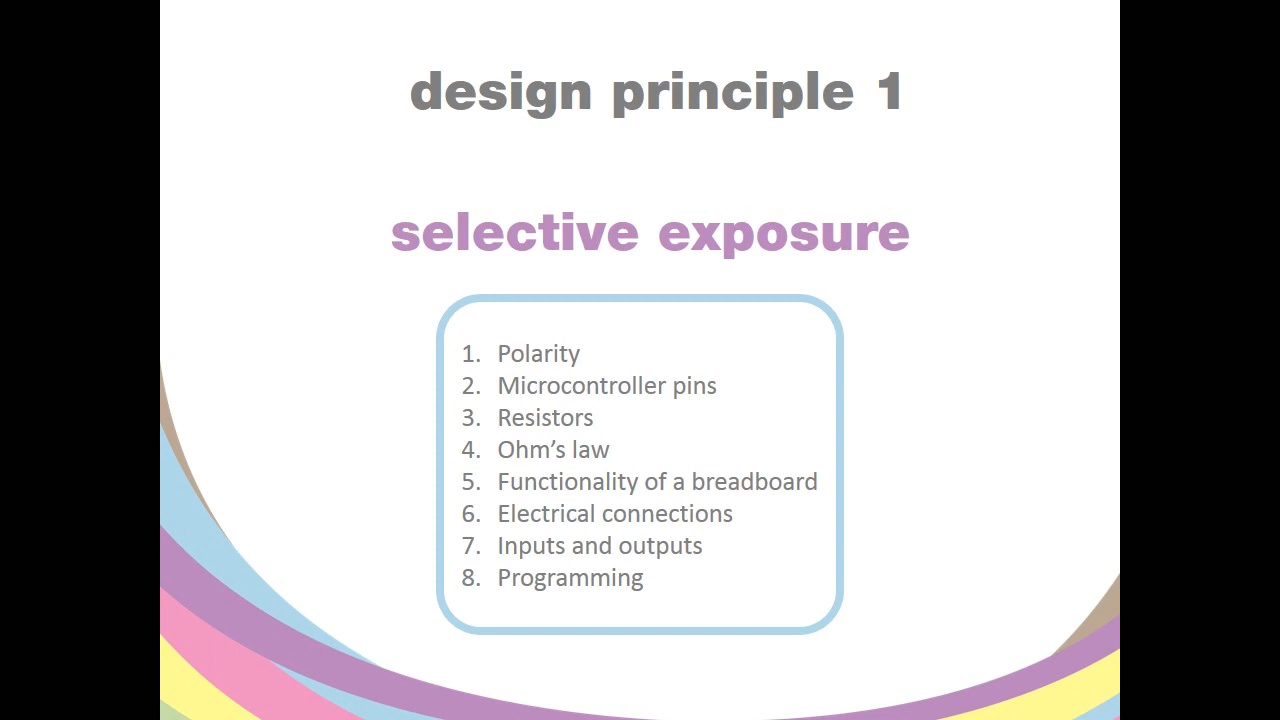 design principle 1
selective exposure
1. Polarity
2. Microcontroller pins
3. Resistors
4. Ohm’s law
5. Functionality of a breadboard
6. Electrical connections
7. Inputs and outputs
8. Programming